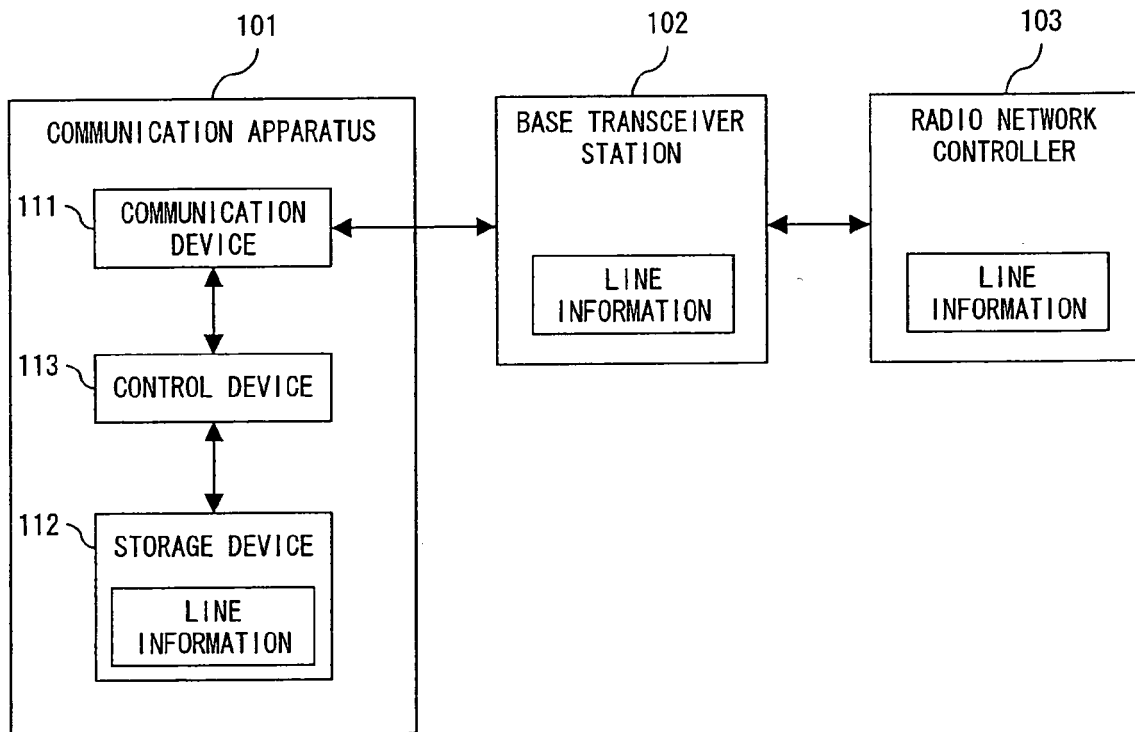 101
102
103
COMMUNICATION APPARATUS
BASE TRANSCEIVER
STATION
RADIO NETWORK
CONTROLLER
111
COMMUNICATION
DEVICE
LINE
INFORMATION
LINE
INFORMATION
113
CONTROL DEVICE
112
STORAGE DEVICE
LINE
INFORMATION